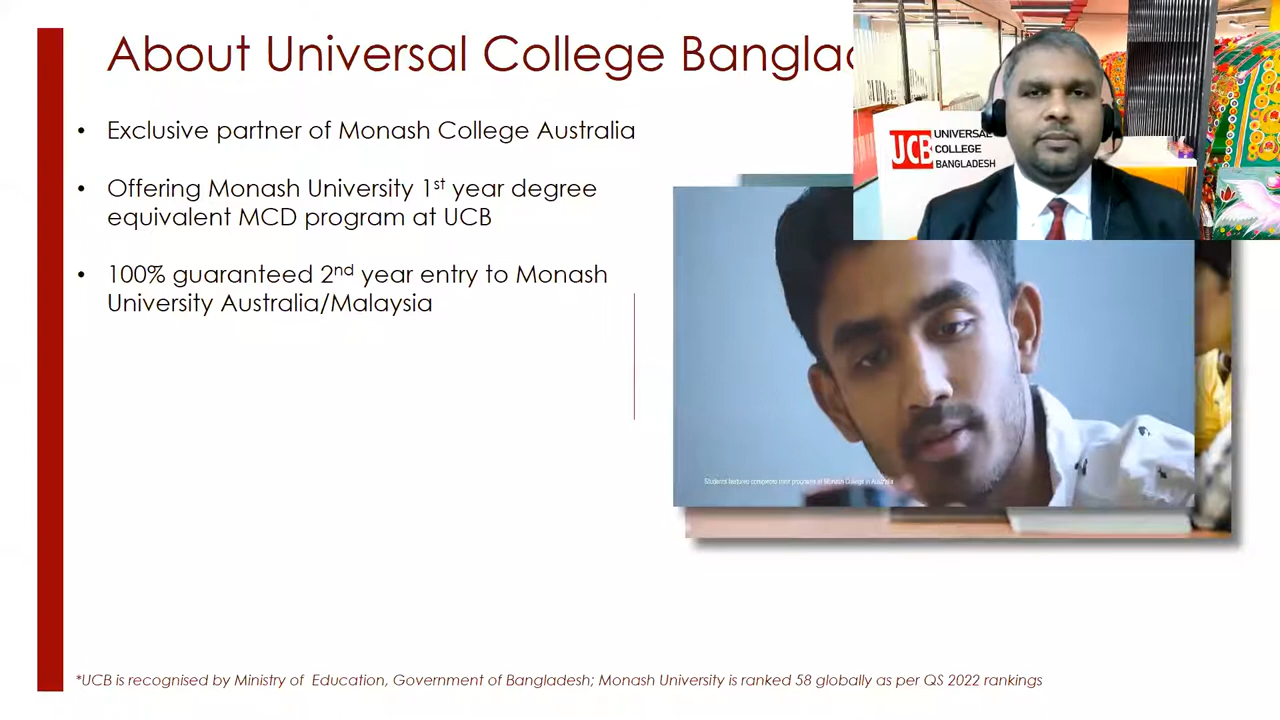 About Universal College Banglad
• Exclusive partner of Monash College Australia
• Offering Monash University 1st year degree
equivalent MCD program at UCB
• 100% guaranteed 2nd year entry to Monash
University Australia/Malaysia
UCB
UNIVERSAL
COLLEGE
BANGLADESH
*UCB is recognised by Ministry of Education, Government of Bangladesh; Monash University is ranked 58 globally as per QS 2022 rankings